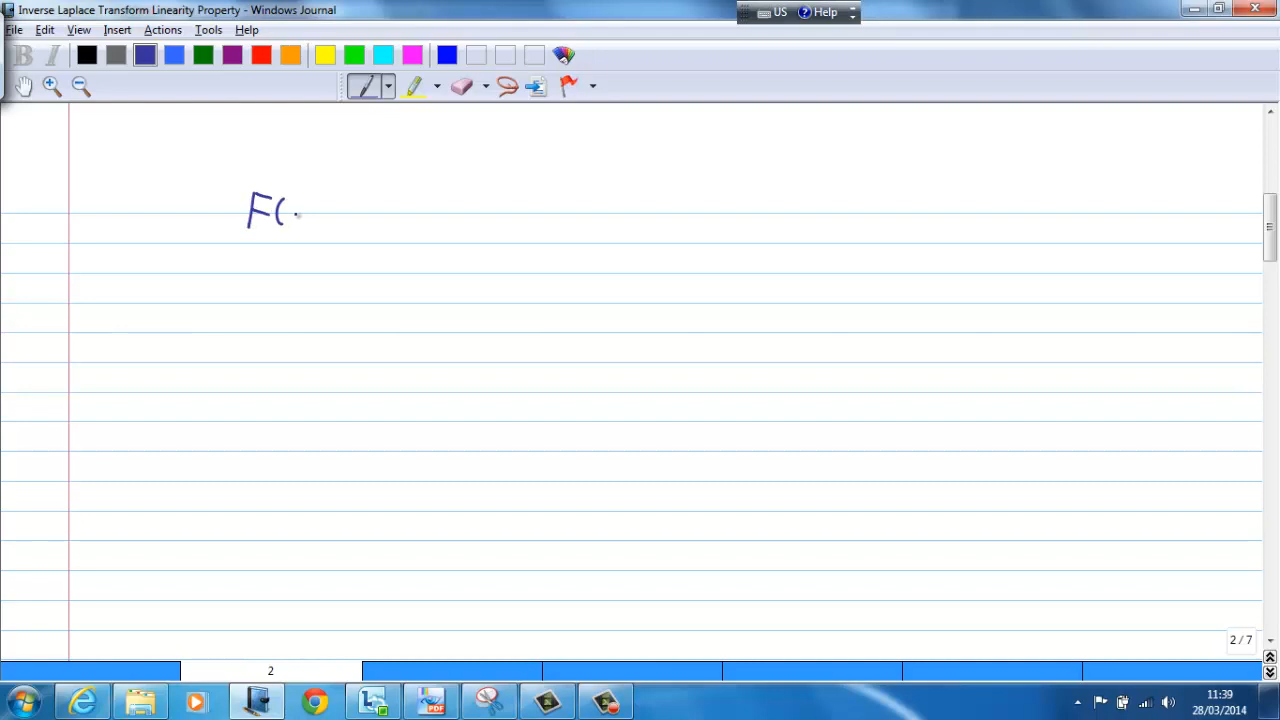 Inverse Laplace Transform Linearity Property - Windows Journal
US
Help
File Edit View Insert Actions Tools Help
B I
F(
2 / 7
2
11:39
28/03/2014